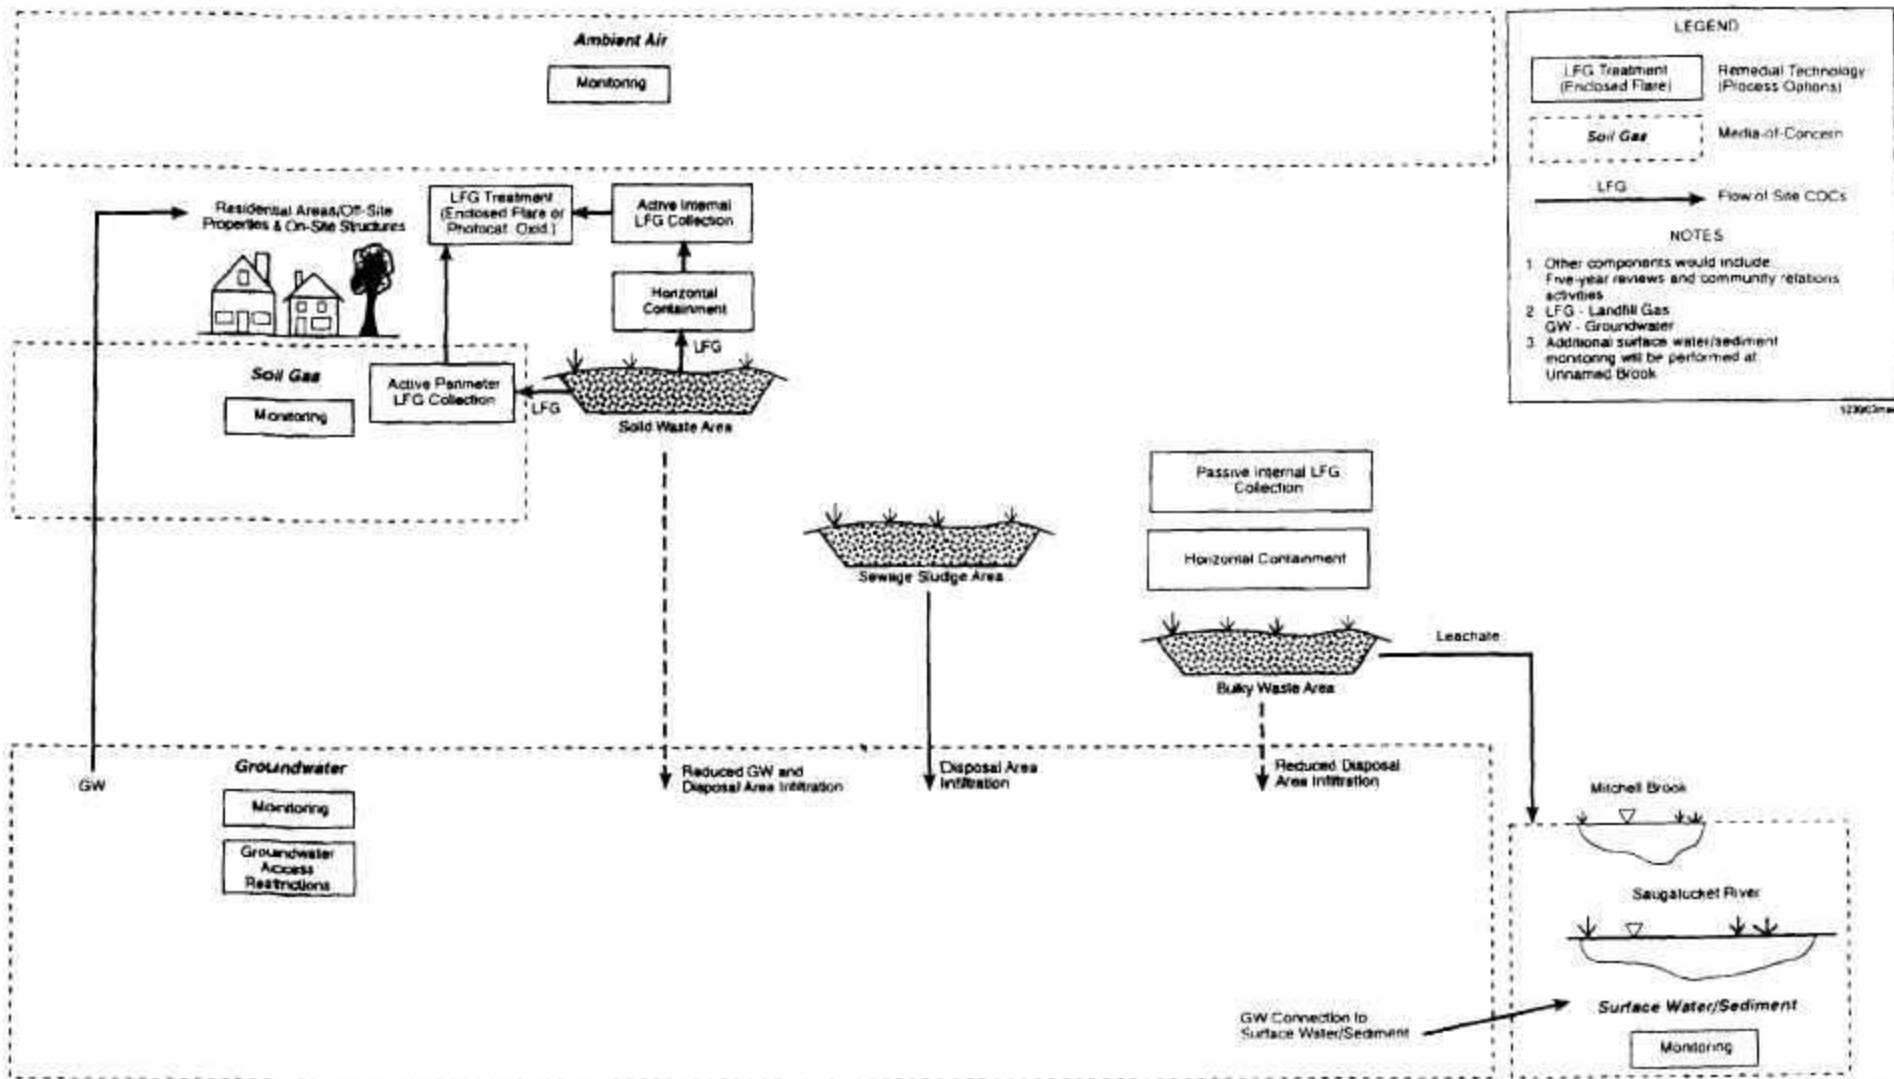 Ambient Air
Monitoring
LEGEND
LFG Treatment
(Enclosed Flare)
Remedial Technology
(Process Options)
Soil Gas
Media-of-Concern
LFG
Flow of Site COCs
NOTES
1 Other components would include
Five-year reviews and community relations
activities
2 LFG - Landfill Gas
GW - Groundwater
3 Additional surface water/sediment
monitoring will be performed at
Unnamed Brook
Residential Areas/Off-Site
Properties & On-Site Structures
LFG Treatment
(Enclosed Flare or
Photocat. Oxid.)
Active Internal
LFG Collection
Horizontal
Containment
LFG
Soil Gas
Monitoring
Active Perimeter
LFG Collection
LFG
Solid Waste Area
Passive Internal LFG
Collection
Horizontal Containment
Sewage Sludge Area
Leachate
Bulky Waste Area
GW
Groundwater
Monitoring
Groundwater
Access
Restrictions
Reduced GW and
Disposal Area Infiltration
Disposal Area
Infiltration
Reduced Disposal
Area Infiltration
Mitchell Brook
Saugatucket River
GW Connection to
Surface Water/Sediment
Surface Water/Sediment
Monitoring